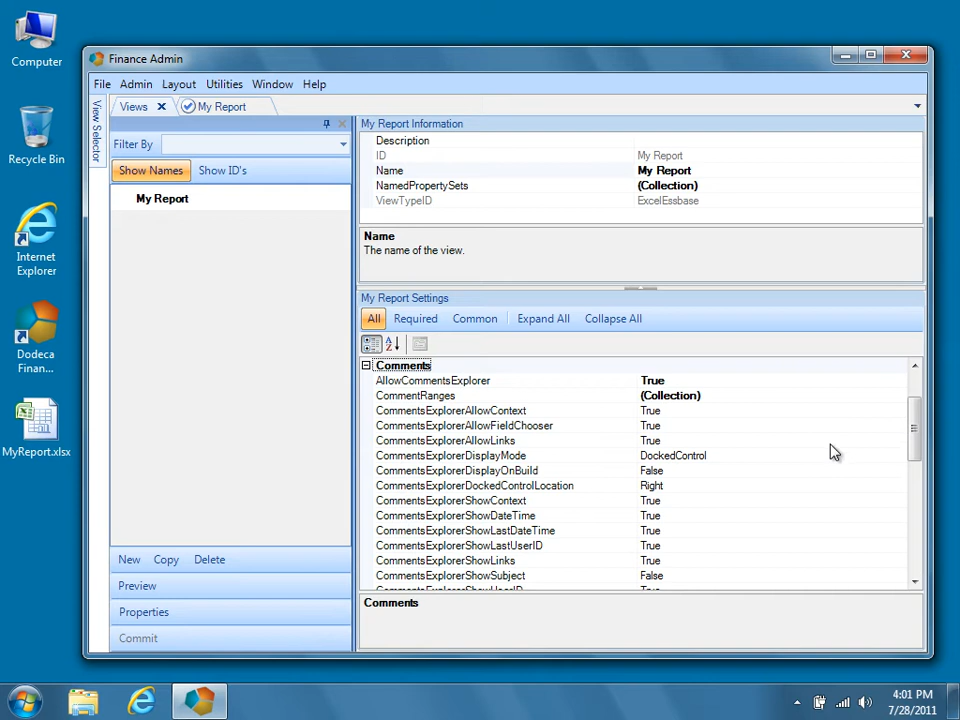 Computer
Recycle Bin
Internet
Explorer
Dodeca
Finan...
MyReport.xlsx
Finance Admin
File Admin Layout Utilities Window Help
View Selector
Views My Report
Filter By
Show Names Show ID's
My Report
New Copy Delete
Preview
Properties
Commit
My Report Information
Description
ID My Report
Name My Report
NamedPropertySets (Collection)
ViewTypeID ExcelEssbase
Name
The name of the view.
My Report Settings
All Required Common Expand All Collapse All
Comments
AllowCommentsExplorer True
CommentRanges (Collection)
CommentsExplorerAllowContext True
CommentsExplorerAllowFieldChooser True
CommentsExplorerAllowLinks True
CommentsExplorerDisplayMode DockedControl
CommentsExplorerDisplayOnBuild False
CommentsExplorerDockedControlLocation Right
CommentsExplorerShowContext True
CommentsExplorerShowDateTime True
CommentsExplorerShowLastDateTime True
CommentsExplorerShowLastUserID True
CommentsExplorerShowLinks True
CommentsExplorerShowSubject False
CommentsExplorerShowUserID True
Comments
4:01 PM
7/28/2011